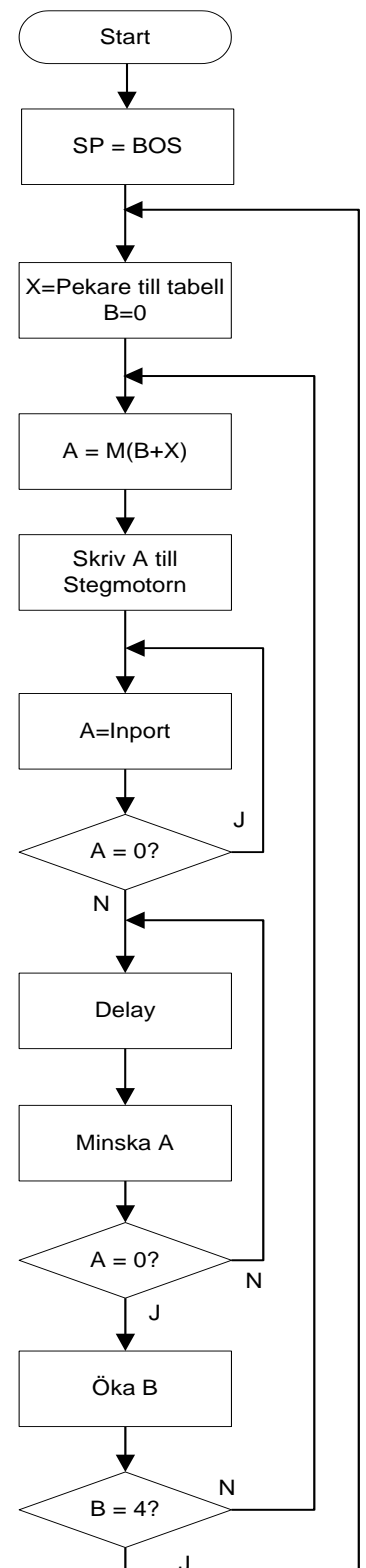 Start
SP = BOS
X=Pekare till tabell
B=0
A = M(B+X)
Skriv A till
Stegmotorn
A=Inport
A = 0?
J
N
Delay
Minska A
A = 0?
N
J
Öka B
B = 4?
N
J